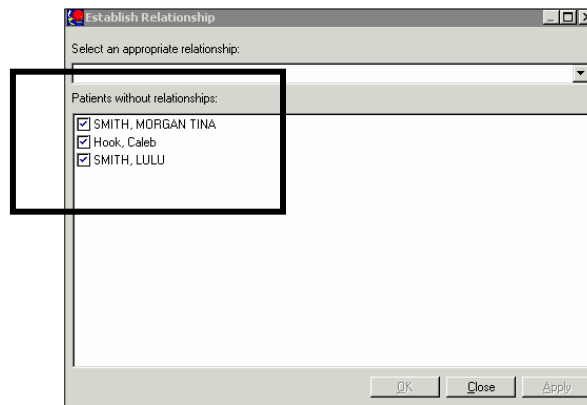 Establish Relationship
Select an appropriate relationship:
Patients without relationships:
SMITH, MORGAN TINA
Hook, Caleb
SMITH, LULU
OK Close Apply